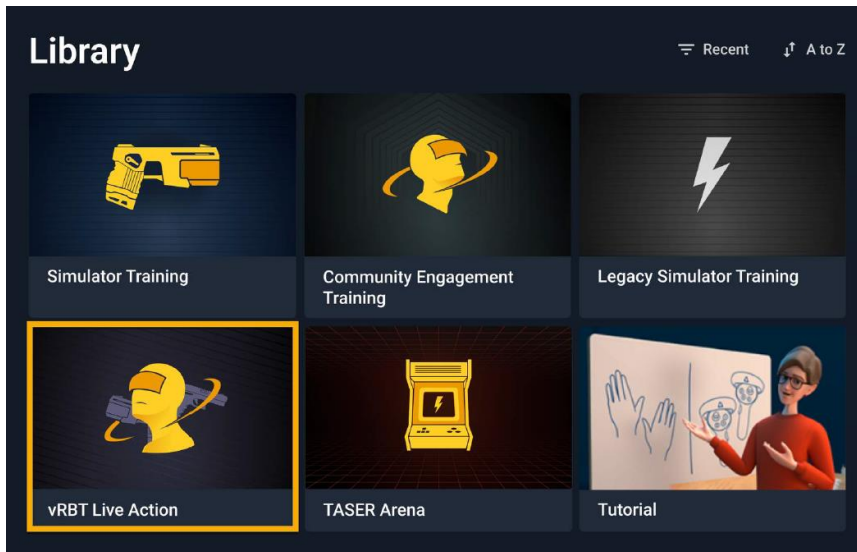 Library
Recent
A to Z
Simulator Training
Community Engagement
Training
Legacy Simulator Training
vRBT Live Action
TASER Arena
Tutorial